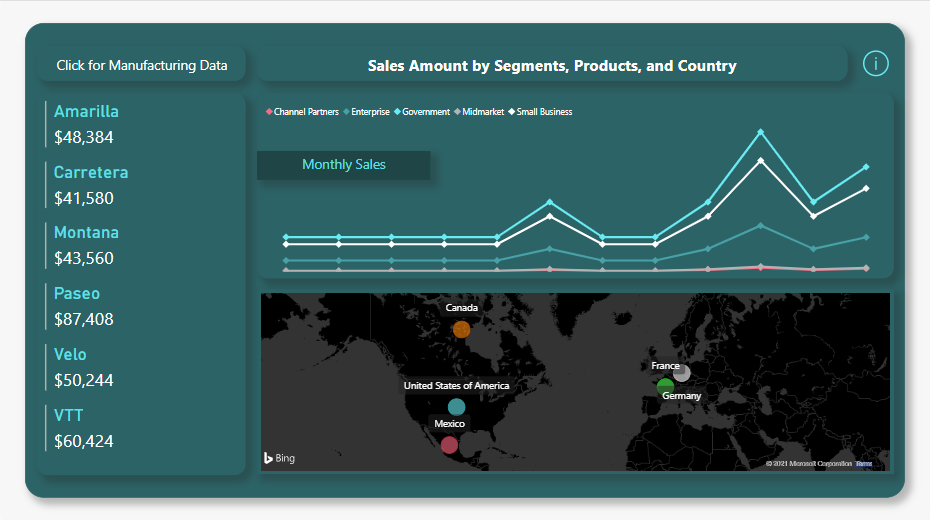 Click for Manufacturing Data
Sales Amount by Segments, Products, and Country
i
Amarilla
$48,384
Carretera
$41,580
Montana
$43,560
Paseo
$87,408
Velo
$50,244
VTT
$60,424
Channel Partners Enterprise Government Midmarket Small Business
Monthly Sales
Canada
United States of America
Mexico
France
Germany
Bing
© 2021 Microsoft Corporation Terms